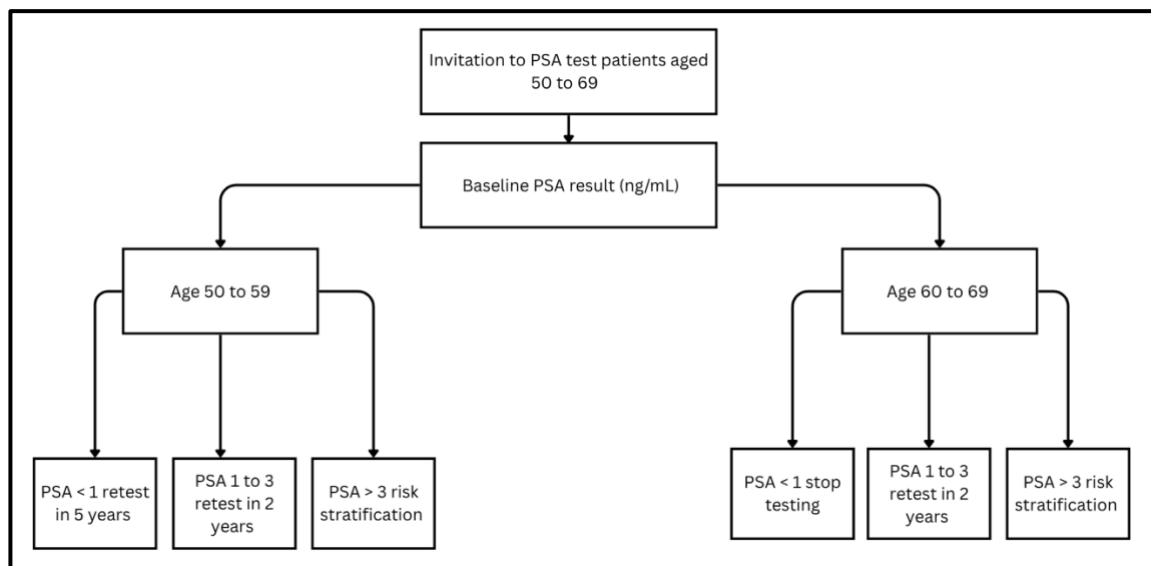 Invitation to PSA test patients aged
50 to 69
Baseline PSA result (ng/mL)
Age 50 to 59
Age 60 to 69
PSA < 1 retest
in 5 years
PSA 1 to 3
retest in 2
years
PSA > 3 risk
stratification
PSA < 1 stop
testing
PSA 1 to 3
retest in 2
years
PSA > 3 risk
stratification